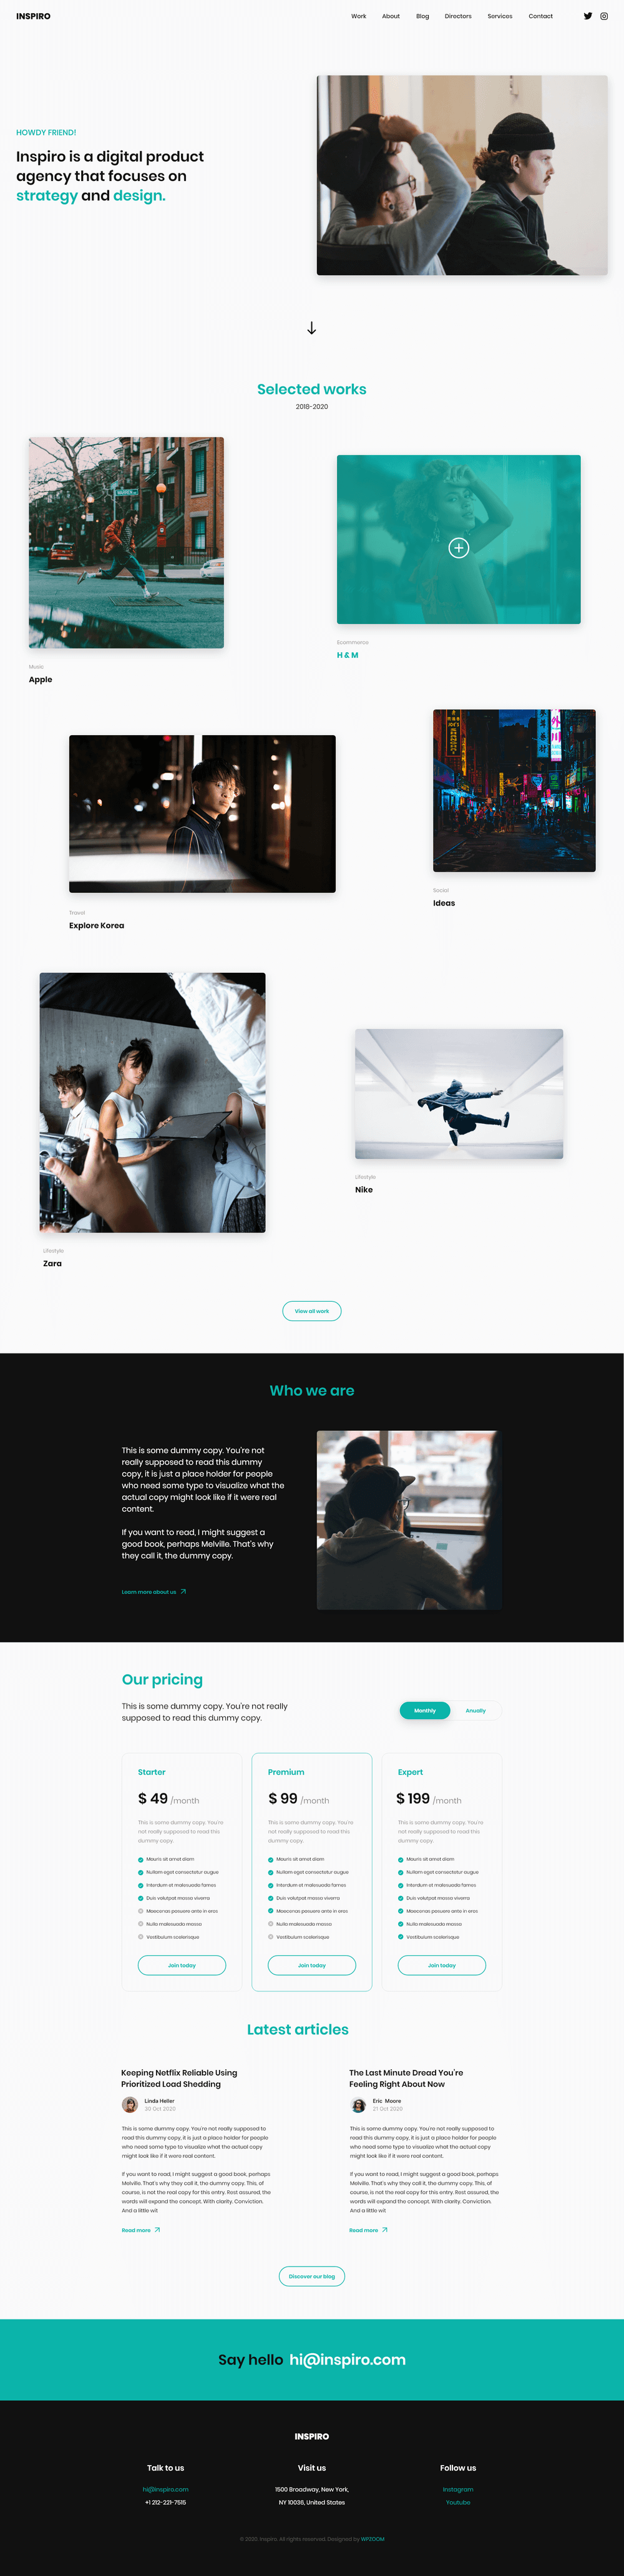 INSPIRO
Work About Blog Directors Services Contact
HOWDY FRIEND!
Inspiro is a digital product
agency that focuses on
strategy and design.
Selected works
2018-2020
Music
Apple
Ecommerce
H & M
Travel
Explore Korea
Social
Ideas
Lifestyle
Zara
Lifestyle
Nike
View all work
Who we are
This is some dummy copy. You're not
really supposed to read this dummy
copy, it is just a place holder for people
who need some type to visualize what the
actual copy might look like if it were real
content.
If you want to read, I might suggest a
good book, perhaps Melville. That's why
they call it, the dummy copy.
Learn more about us
Our pricing
This is some dummy copy. You're not really
supposed to read this dummy copy.
Monthly Anually
Starter
$ 49 /month
This is some dummy copy. You're
not really supposed to read this
dummy copy.
Mauris sit amet diam
Nullam eget consectetur augue
Interdum et malesuada fames
Duis volutpat massa viverra
Maecenas posuere ante in eros
Nulla malesuada massa
Vestibulum scelerisque
Join today
Premium
$ 99 /month
This is some dummy copy. You're
not really supposed to read this
dummy copy.
Mauris sit amet diam
Nullam eget consectetur augue
Interdum et malesuada fames
Duis volutpat massa viverra
Maecenas posuere ante in eros
Nulla malesuada massa
Vestibulum scelerisque
Join today
Expert
$ 199 /month
This is some dummy copy. You're
not really supposed to read this
dummy copy.
Mauris sit amet diam
Nullam eget consectetur augue
Interdum et malesuada fames
Duis volutpat massa viverra
Maecenas posuere ante in eros
Nulla malesuada massa
Vestibulum scelerisque
Join today
Latest articles
Keeping Netflix Reliable Using
Prioritized Load Shedding
Linda Heller
30 Oct 2020
This is some dummy copy. You're not really supposed to
read this dummy copy, it is just a place holder for people
who need some type to visualize what the actual copy
might look like if it were real content.
If you want to read, I might suggest a good book, perhaps
Melville. That's why they call it, the dummy copy. This, of
course, is not the real copy for this entry. Rest assured, the
words will expand the concept. With clarity. Conviction.
And a little wit
Read more
The Last Minute Dread You're
Feeling Right About Now
Eric Moore
21 Oct 2020
This is some dummy copy. You're not really supposed to
read this dummy copy, it is just a place holder for people
who need some type to visualize what the actual copy
might look like if it were real content.
If you want to read, I might suggest a good book, perhaps
Melville. That's why they call it, the dummy copy. This, of
course, is not the real copy for this entry. Rest assured, the
words will expand the concept. With clarity. Conviction.
And a little wit
Read more
Discover our blog
Say hello hi@inspiro.com
INSPIRO
Talk to us
hi@inspiro.com
+1 212-221-7515
Visit us
1500 Broadway, New York,
NY 10036, United States
Follow us
Instagram
Youtube
© 2020, Inspiro. All rights reserved. Designed by WPZOOM